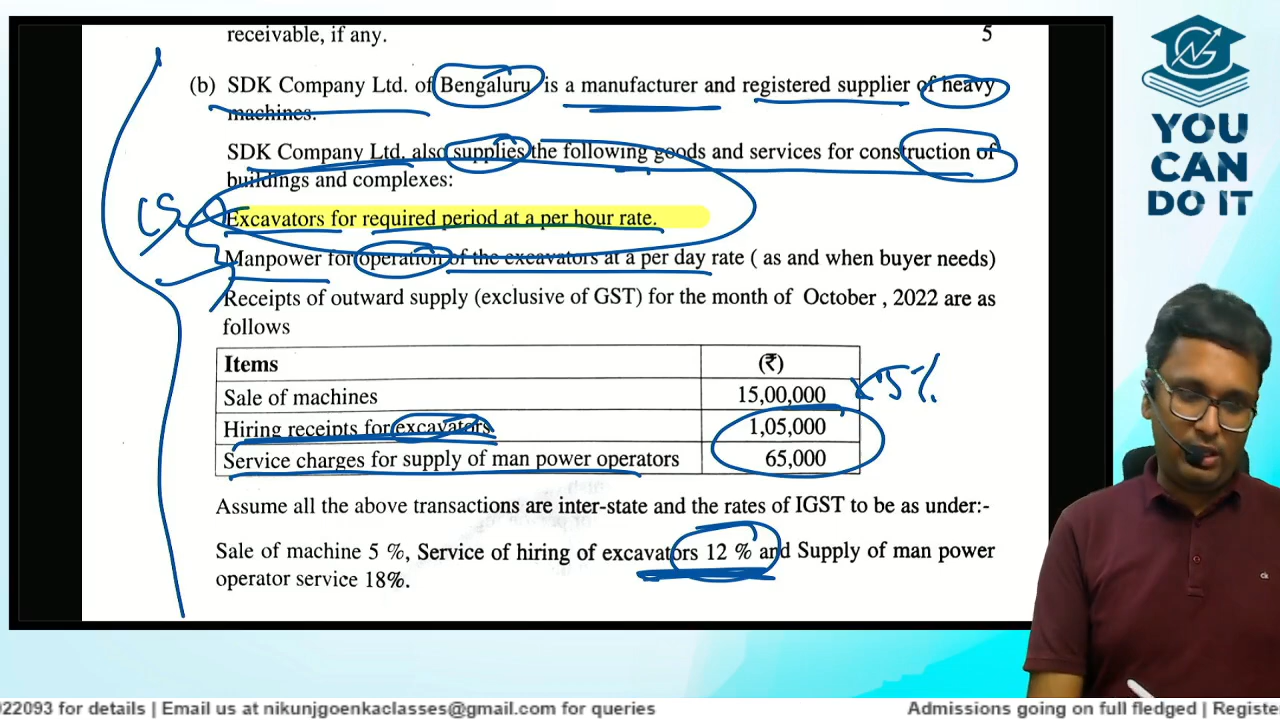 receivable, if any. 5
(b) SDK Company Ltd. of Bengaluru is a manufacturer and registered supplier of heavy
machines.
SDK Company Ltd. also supplies the following goods and services for construction of
buildings and complexes:
Excavators for required period at a per hour rate.
CS
Manpower for operation of the excavators at a per day rate ( as and when buyer needs)
Receipts of outward supply (exclusive of GST) for the month of October , 2022 are as
follows
Items (₹)
Sale of machines 15,00,000 x 5%
Hiring receipts for excavators 1,05,000
Service charges for supply of man power operators 65,000
Assume all the above transactions are inter-state and the rates of IGST to be as under:-
Sale of machine 5 %, Service of hiring of excavators 12 % and Supply of man power
operator service 18%.
NG
YOU
CAN
DO IT
022093 for details | Email us at nikunjgoenkaclasses@gmail.com for queries
Admissions going on full fledged | Registe